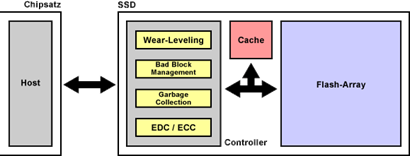 Chipsatz
SSD
Host
Wear-Leveling
Bad Block
Management
Garbage
Collection
EDC / ECC
Controller
Cache
Flash-Array